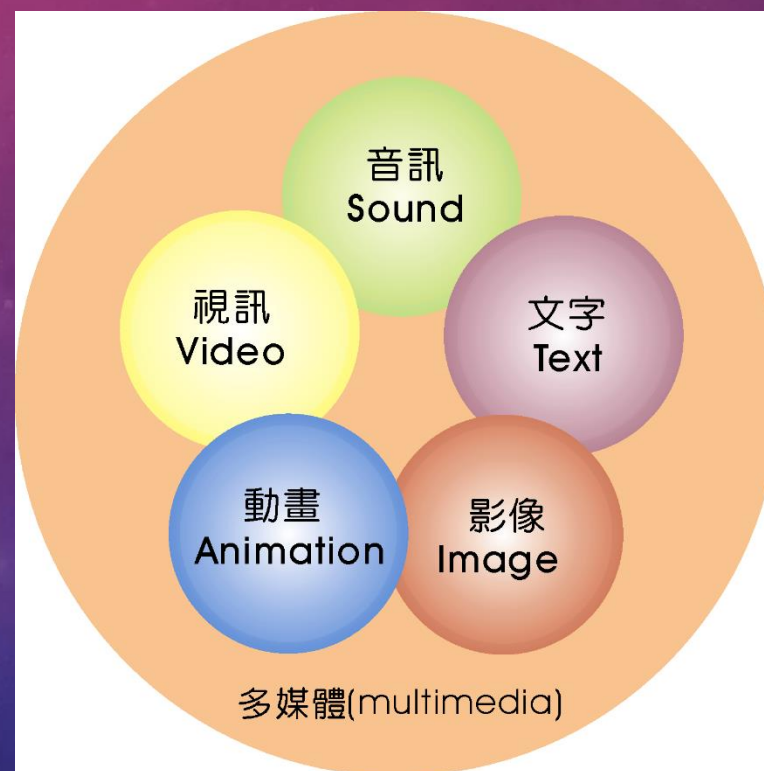 音訊
Sound
視訊
Video
文字
Text
動畫
Animation
影像
Image
多媒體(multimedia)